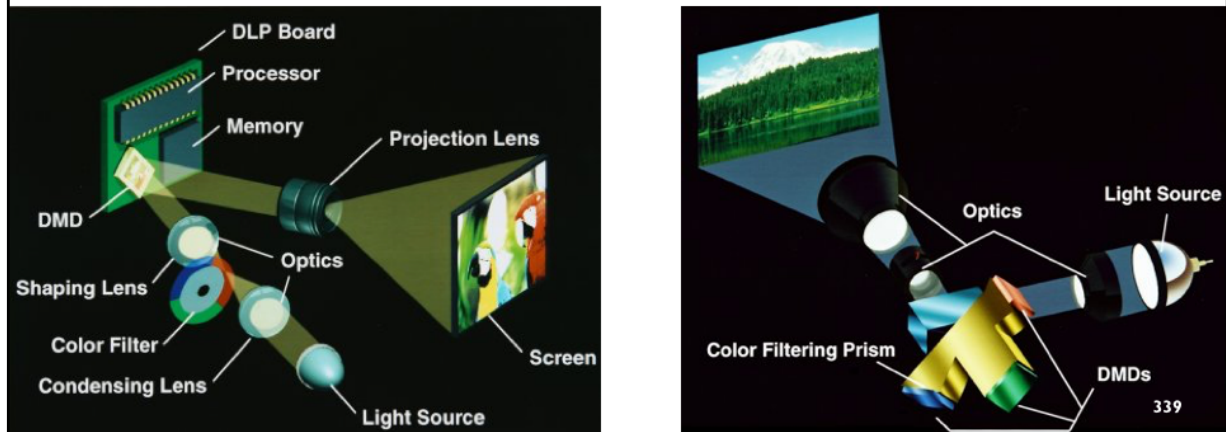 DLP Board
Processor
Memory
Projection Lens
DMD
Optics
Shaping Lens
Color Filter
Condensing Lens
Screen
Light Source
Optics
Light Source
Color Filtering Prism
DMDs
339